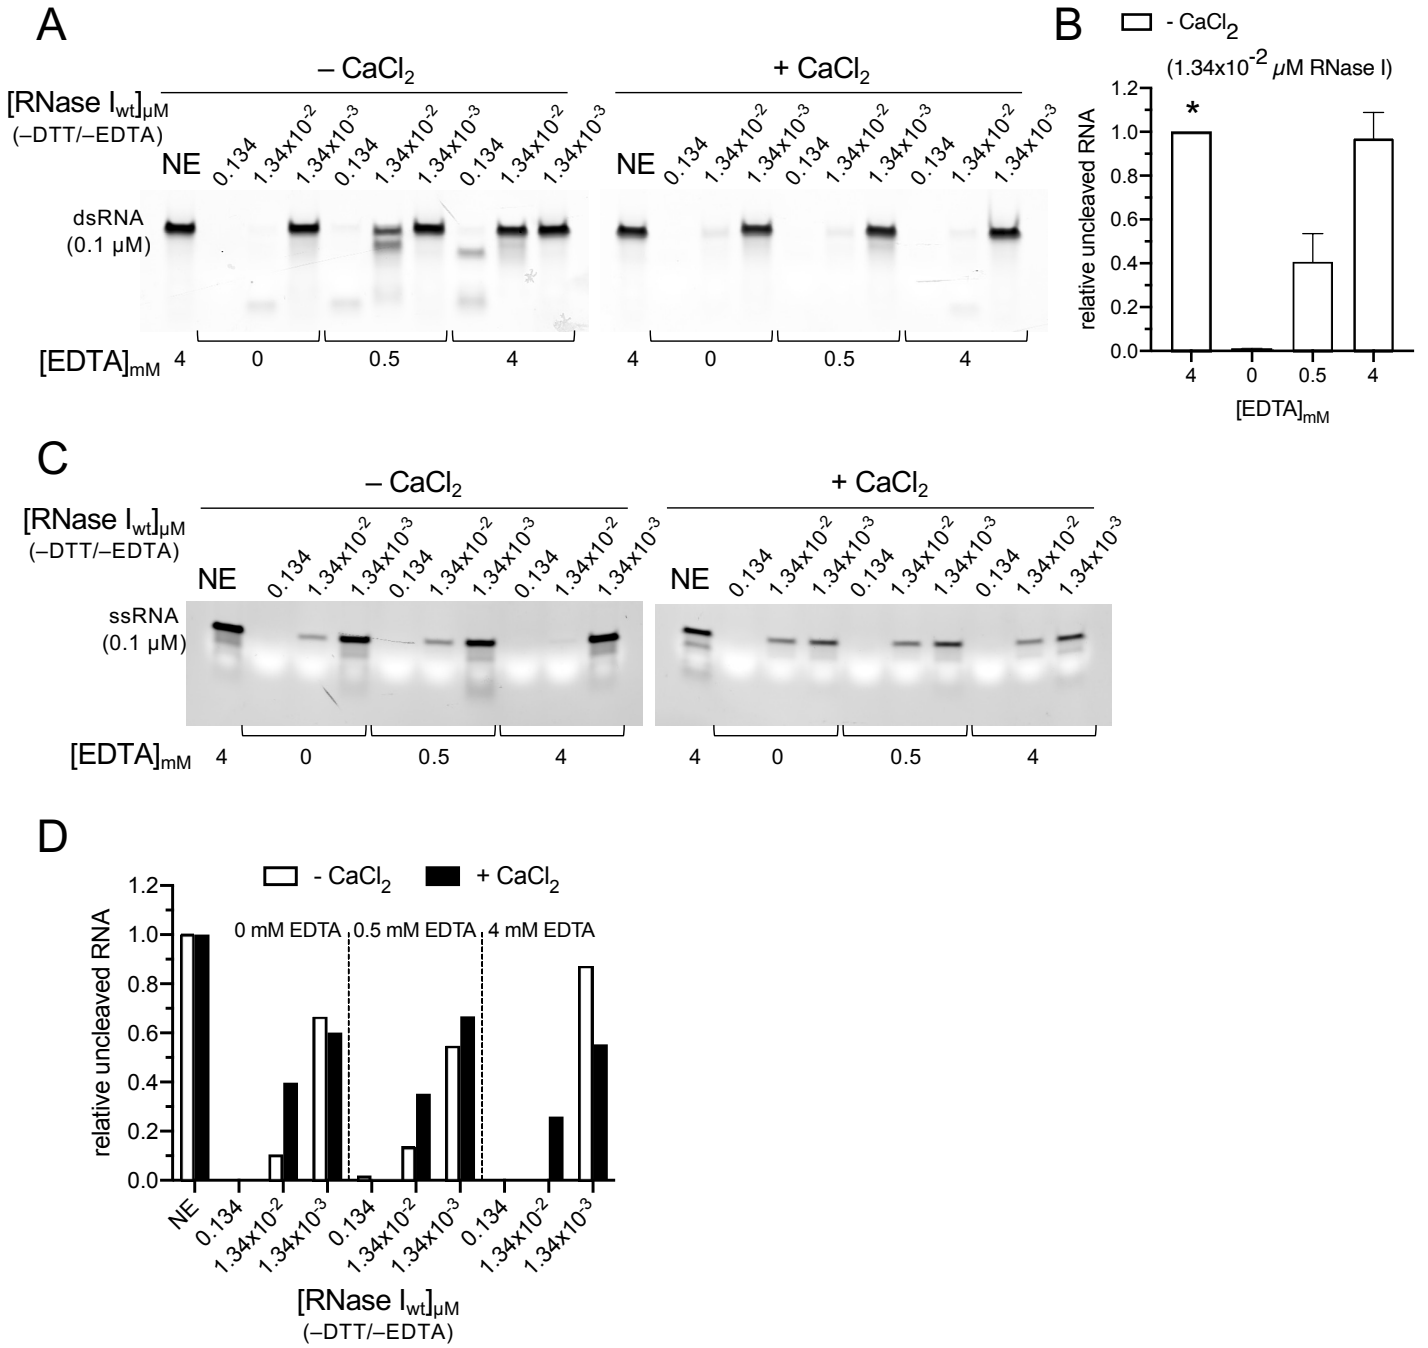 A
– CaCl2
+ CaCl2
[RNase Iwt]µM
(–DTT/–EDTA)
NE 0.134 1.34x10-2 1.34x10-3 0.134 1.34x10-2 1.34x10-3 0.134 1.34x10-2 1.34x10-3
NE 0.134 1.34x10-2 1.34x10-3 0.134 1.34x10-2 1.34x10-3 0.134 1.34x10-2 1.34x10-3
dsRNA
(0.1 µM)
[EDTA]mM 4 0 0.5 4 4 0 0.5 4
B
- CaCl2
(1.34x10-2 µM RNase I)
relative uncleaved RNA
1.2
1.0
0.8
0.6
0.4
0.2
0.0
*
4 0 0.5 4
[EDTA]mM
C
– CaCl2
+ CaCl2
[RNase Iwt]µM
(–DTT/–EDTA)
NE 0.134 1.34x10-2 1.34x10-3 0.134 1.34x10-2 1.34x10-3 0.134 1.34x10-2 1.34x10-3
NE 0.134 1.34x10-2 1.34x10-3 0.134 1.34x10-2 1.34x10-3 0.134 1.34x10-2 1.34x10-3
ssRNA
(0.1 µM)
[EDTA]mM 4 0 0.5 4 4 0 0.5 4
D
- CaCl2 + CaCl2
relative uncleaved RNA
1.2
1.0
0.8
0.6
0.4
0.2
0.0
0 mM EDTA 0.5 mM EDTA 4 mM EDTA
NE 0.134 1.34x10-2 1.34x10-3 0.134 1.34x10-2 1.34x10-3 0.134 1.34x10-2 1.34x10-3
[RNase Iwt]µM
(–DTT/–EDTA)